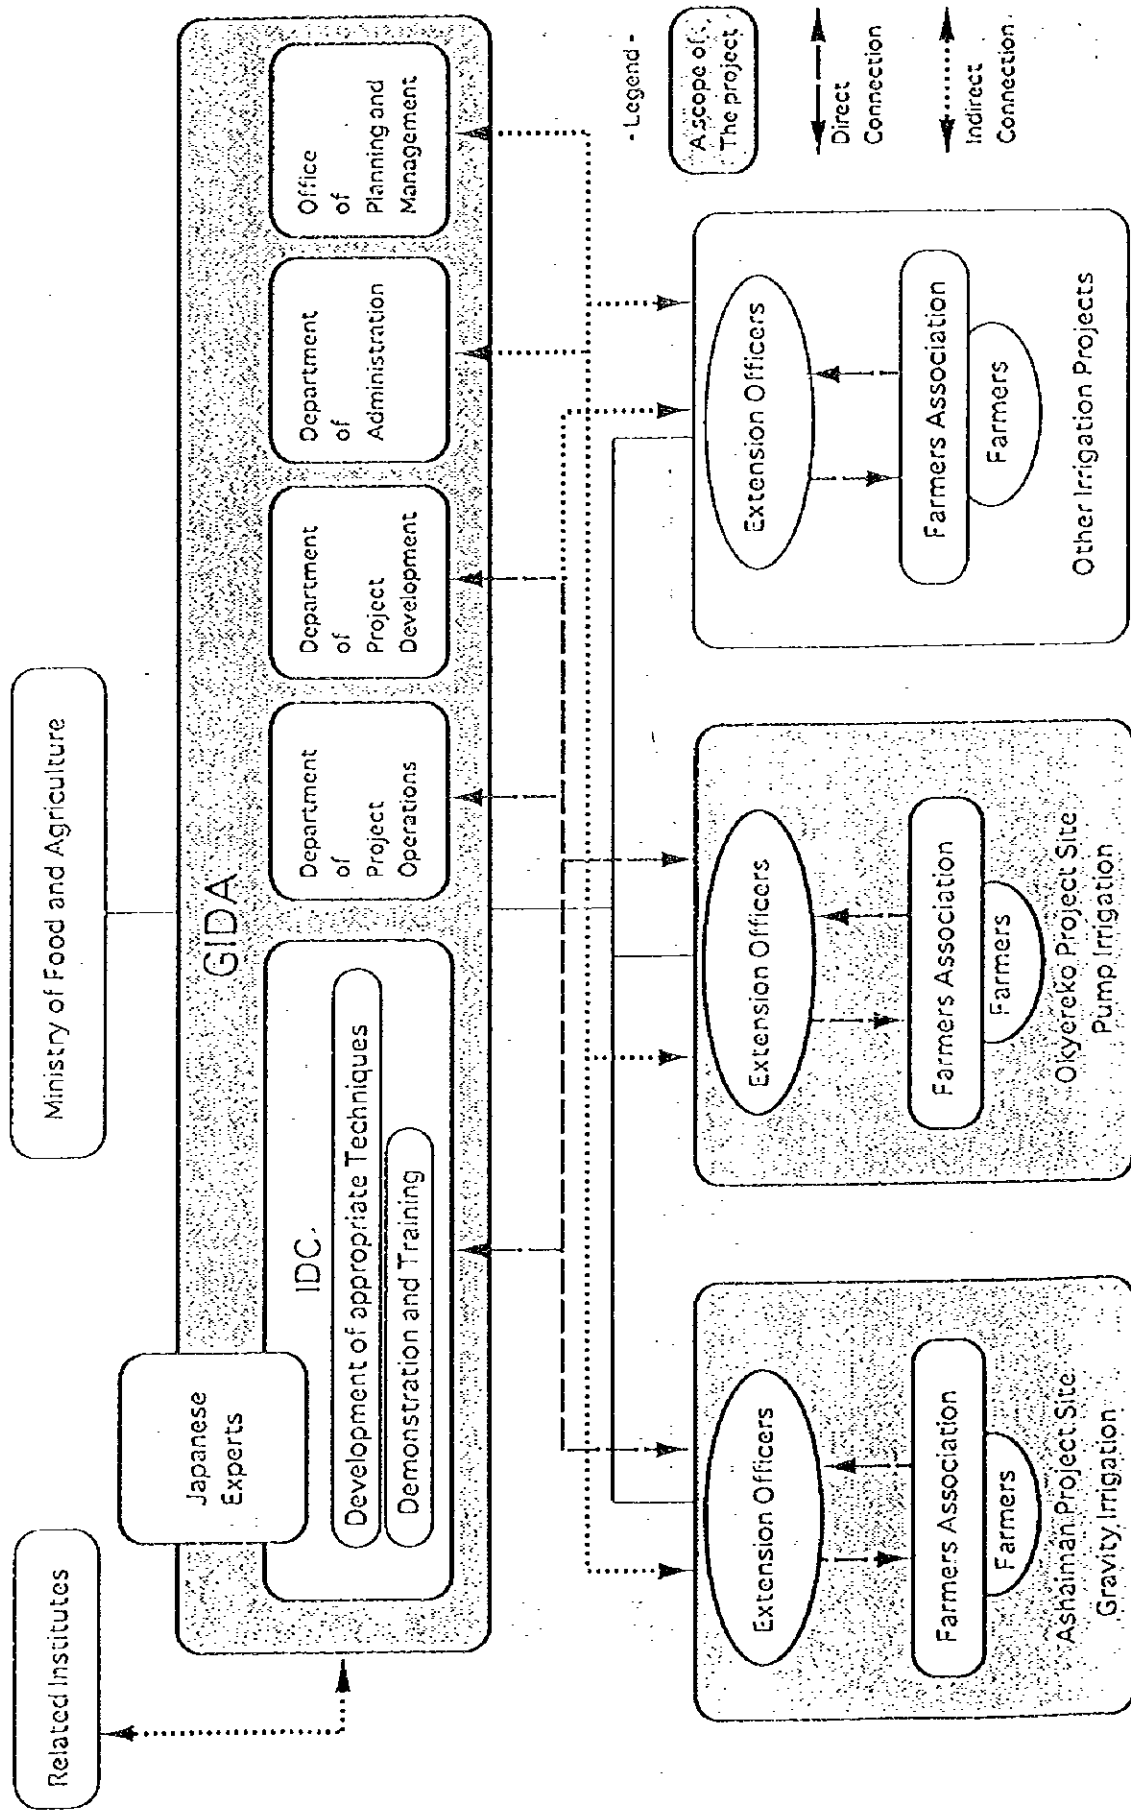 Related Institutes
Ministry of Food and Agriculture
Japanese
Experts
GIDA
IDC.
Development of appropriate Techniques
Demonstration and Training
Department
of
Project
Operations
Department
of
Project
Development
Department
of
Administration
Office
of
Planning and
Management
Extension Officers
Farmers Association
Farmers
Ashaiman Project Site
Gravity Irrigation
Extension Officers
Farmers Association
Farmers
Okyereko Project Site
Pump Irrigation
Extension Officers
Farmers Association
Farmers
Other Irrigation Projects
- Legend -
A scope of
The project
Direct
Connection
Indirect
Connection